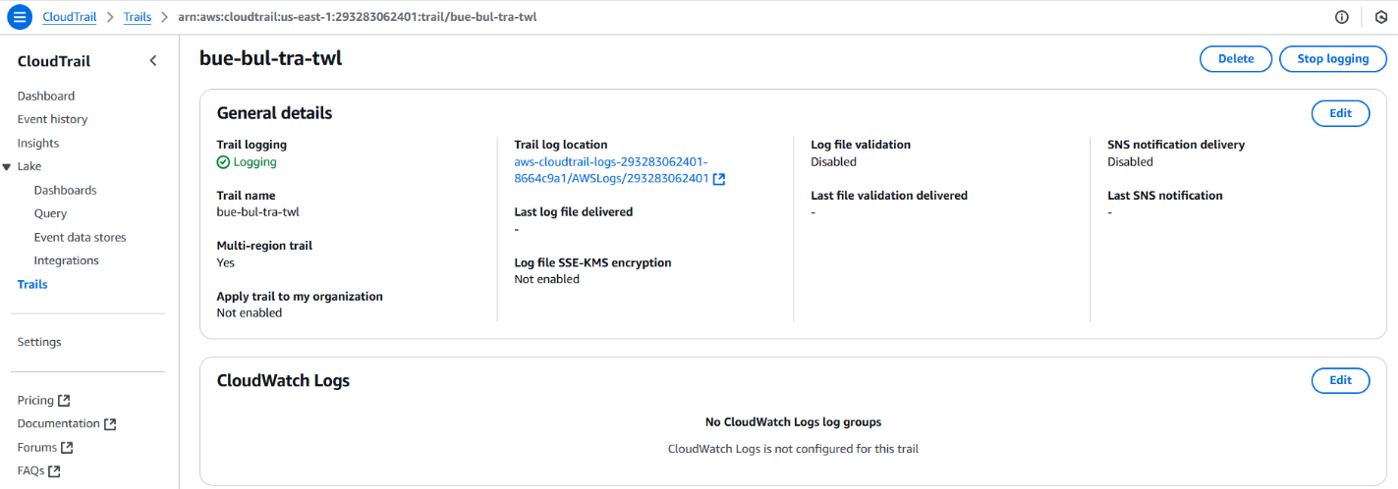 CloudTrail > Trails > arn:aws:cloudtrail:us-east-1:293283062401:trail/bue-bul-tra-twl
CloudTrail
Dashboard
Event history
Insights
Lake
Dashboards
Query
Event data stores
Integrations
Trails
Settings
Pricing
Documentation
Forums
FAQs
bue-bul-tra-twl
Delete
Stop logging
General details
Edit
Trail logging
Logging
Trail name
bue-bul-tra-twl
Multi-region trail
Yes
Apply trail to my organization
Not enabled
Trail log location
aws-cloudtrail-logs-293283062401-
8664c9a1/AWSLogs/293283062401
Last log file delivered
-
Log file SSE-KMS encryption
Not enabled
Log file validation
Disabled
Last file validation delivered
-
SNS notification delivery
Disabled
Last SNS notification
-
CloudWatch Logs
Edit
No CloudWatch Logs log groups
CloudWatch Logs is not configured for this trail